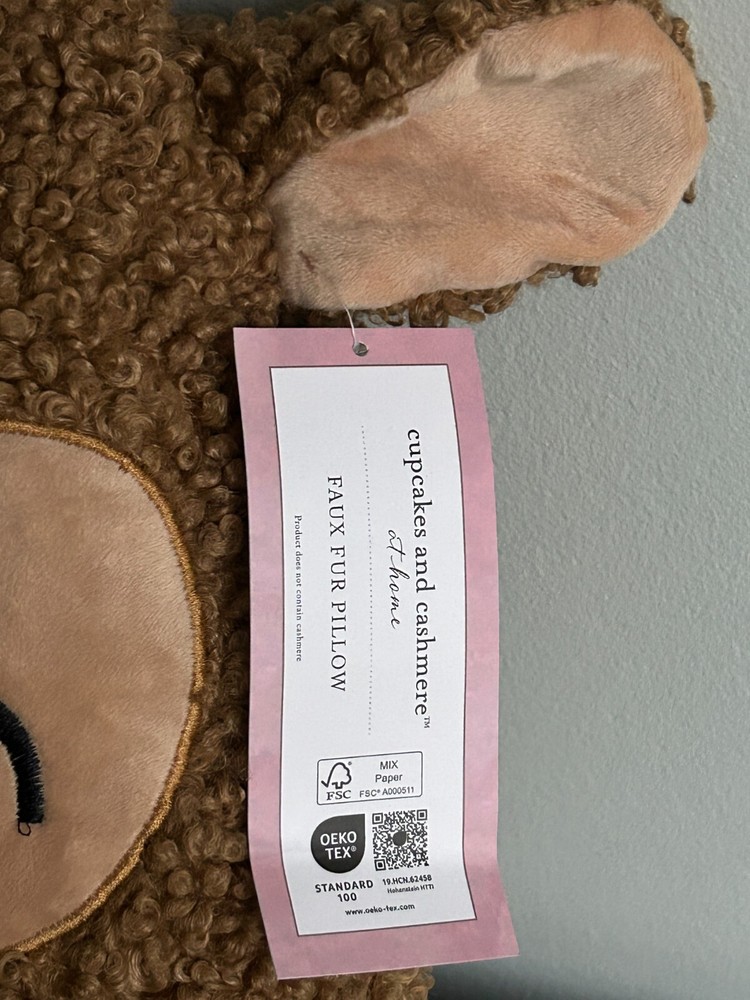 cupcakes and cashmere™
at home
FAUX FUR PILLOW
Product does not contain cashmere
FSC
MIX
Paper
FSC® A000511
OEKO
TEX®
STANDARD
100
19.HCN.62458
Hohenstein HTTI
www.oeko-tex.com